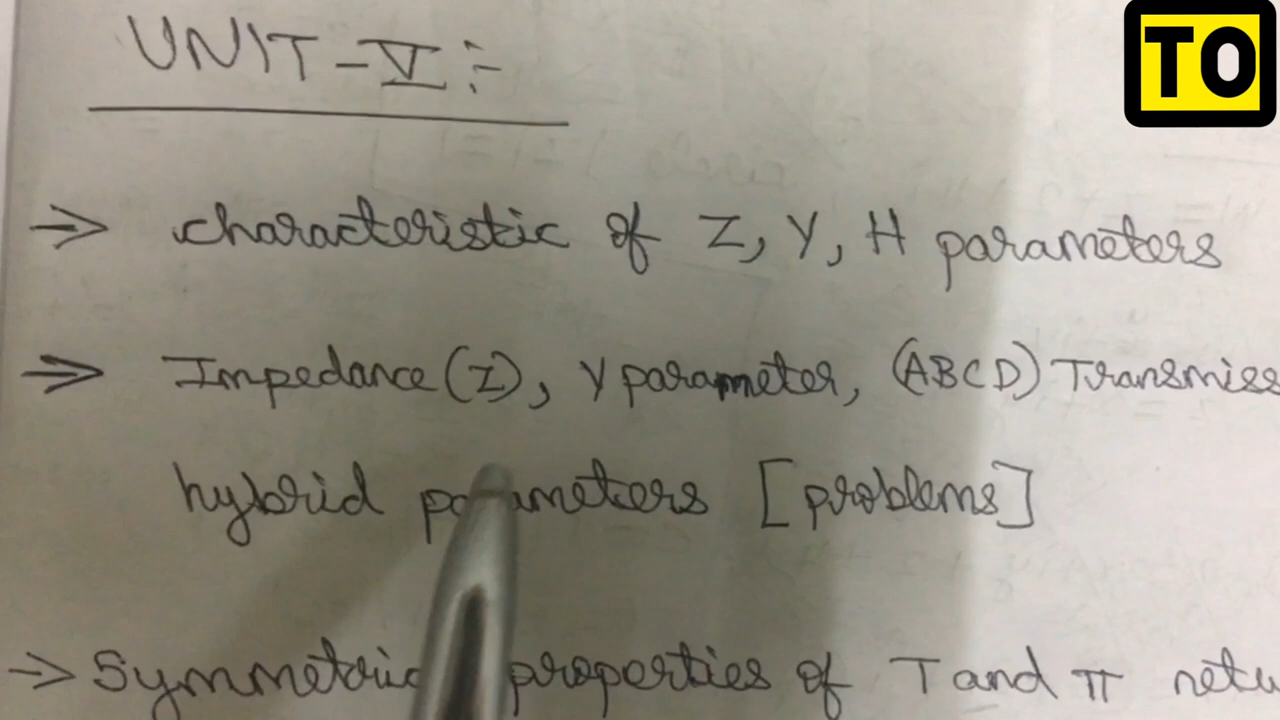 TO
UNIT-V:-
⇒ characteristic of Z, Y, H parameters
⇒ Impedance (Z), Y parameter, (ABCD) Transmiss
hybrid parameters [problems]
→ Symmetric properties of T and π netw